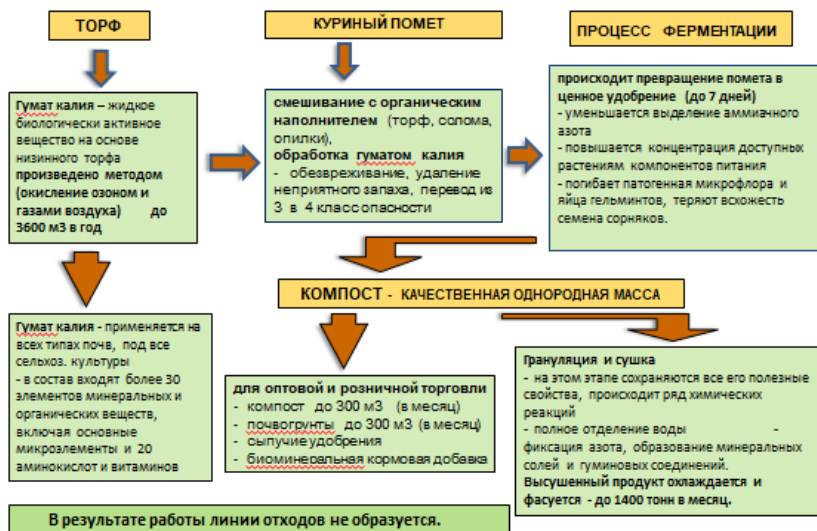 ТОРФ
КУРИНЫЙ ПОМЕТ
ПРОЦЕСС ФЕРМЕНТАЦИИ
Гумат калия – жидкое
биологически активное
вещество на основе
низинного торфа
произведено методом
(окисление озоном и
газами воздуха) до
3600 м3 в год
смешивание с органическим
наполнителем (торф, солома,
опилки),
обработка гуматом калия
- обезвреживание, удаление
неприятного запаха, перевод из
3 в 4 класс опасности
происходит превращение помета в
ценное удобрение (до 7 дней)
- уменьшается выделение аммиачного
азота
- повышается концентрация доступных
растениям компонентов питания
- погибает патогенная микрофлора и
яйца гельминтов, теряют всхожесть
семена сорняков.
КОМПОСТ - КАЧЕСТВЕННАЯ ОДНОРОДНАЯ МАССА
Гумат калия - применяется на
всех типах почв, под все
сельхоз. культуры
- в состав входят более 30
элементов минеральных и
органических веществ,
включая основные
микроэлементы и 20
аминокислот и витаминов
для оптовой и розничной торговли
- компост до 300 м3 (в месяц)
- почвогрунты до 300 м3 (в месяц)
- сыпучие удобрения
- биоминеральная кормовая добавка
Грануляция и сушка
- на этом этапе сохраняются все его полезные
свойства, происходит ряд химических
реакций
- полное отделение воды -
фиксация азота, образование минеральных
солей и гуминовых соединений.
Высушенный продукт охлаждается и
фасуется - до 1400 тонн в месяц.
В результате работы линии отходов не образуется.